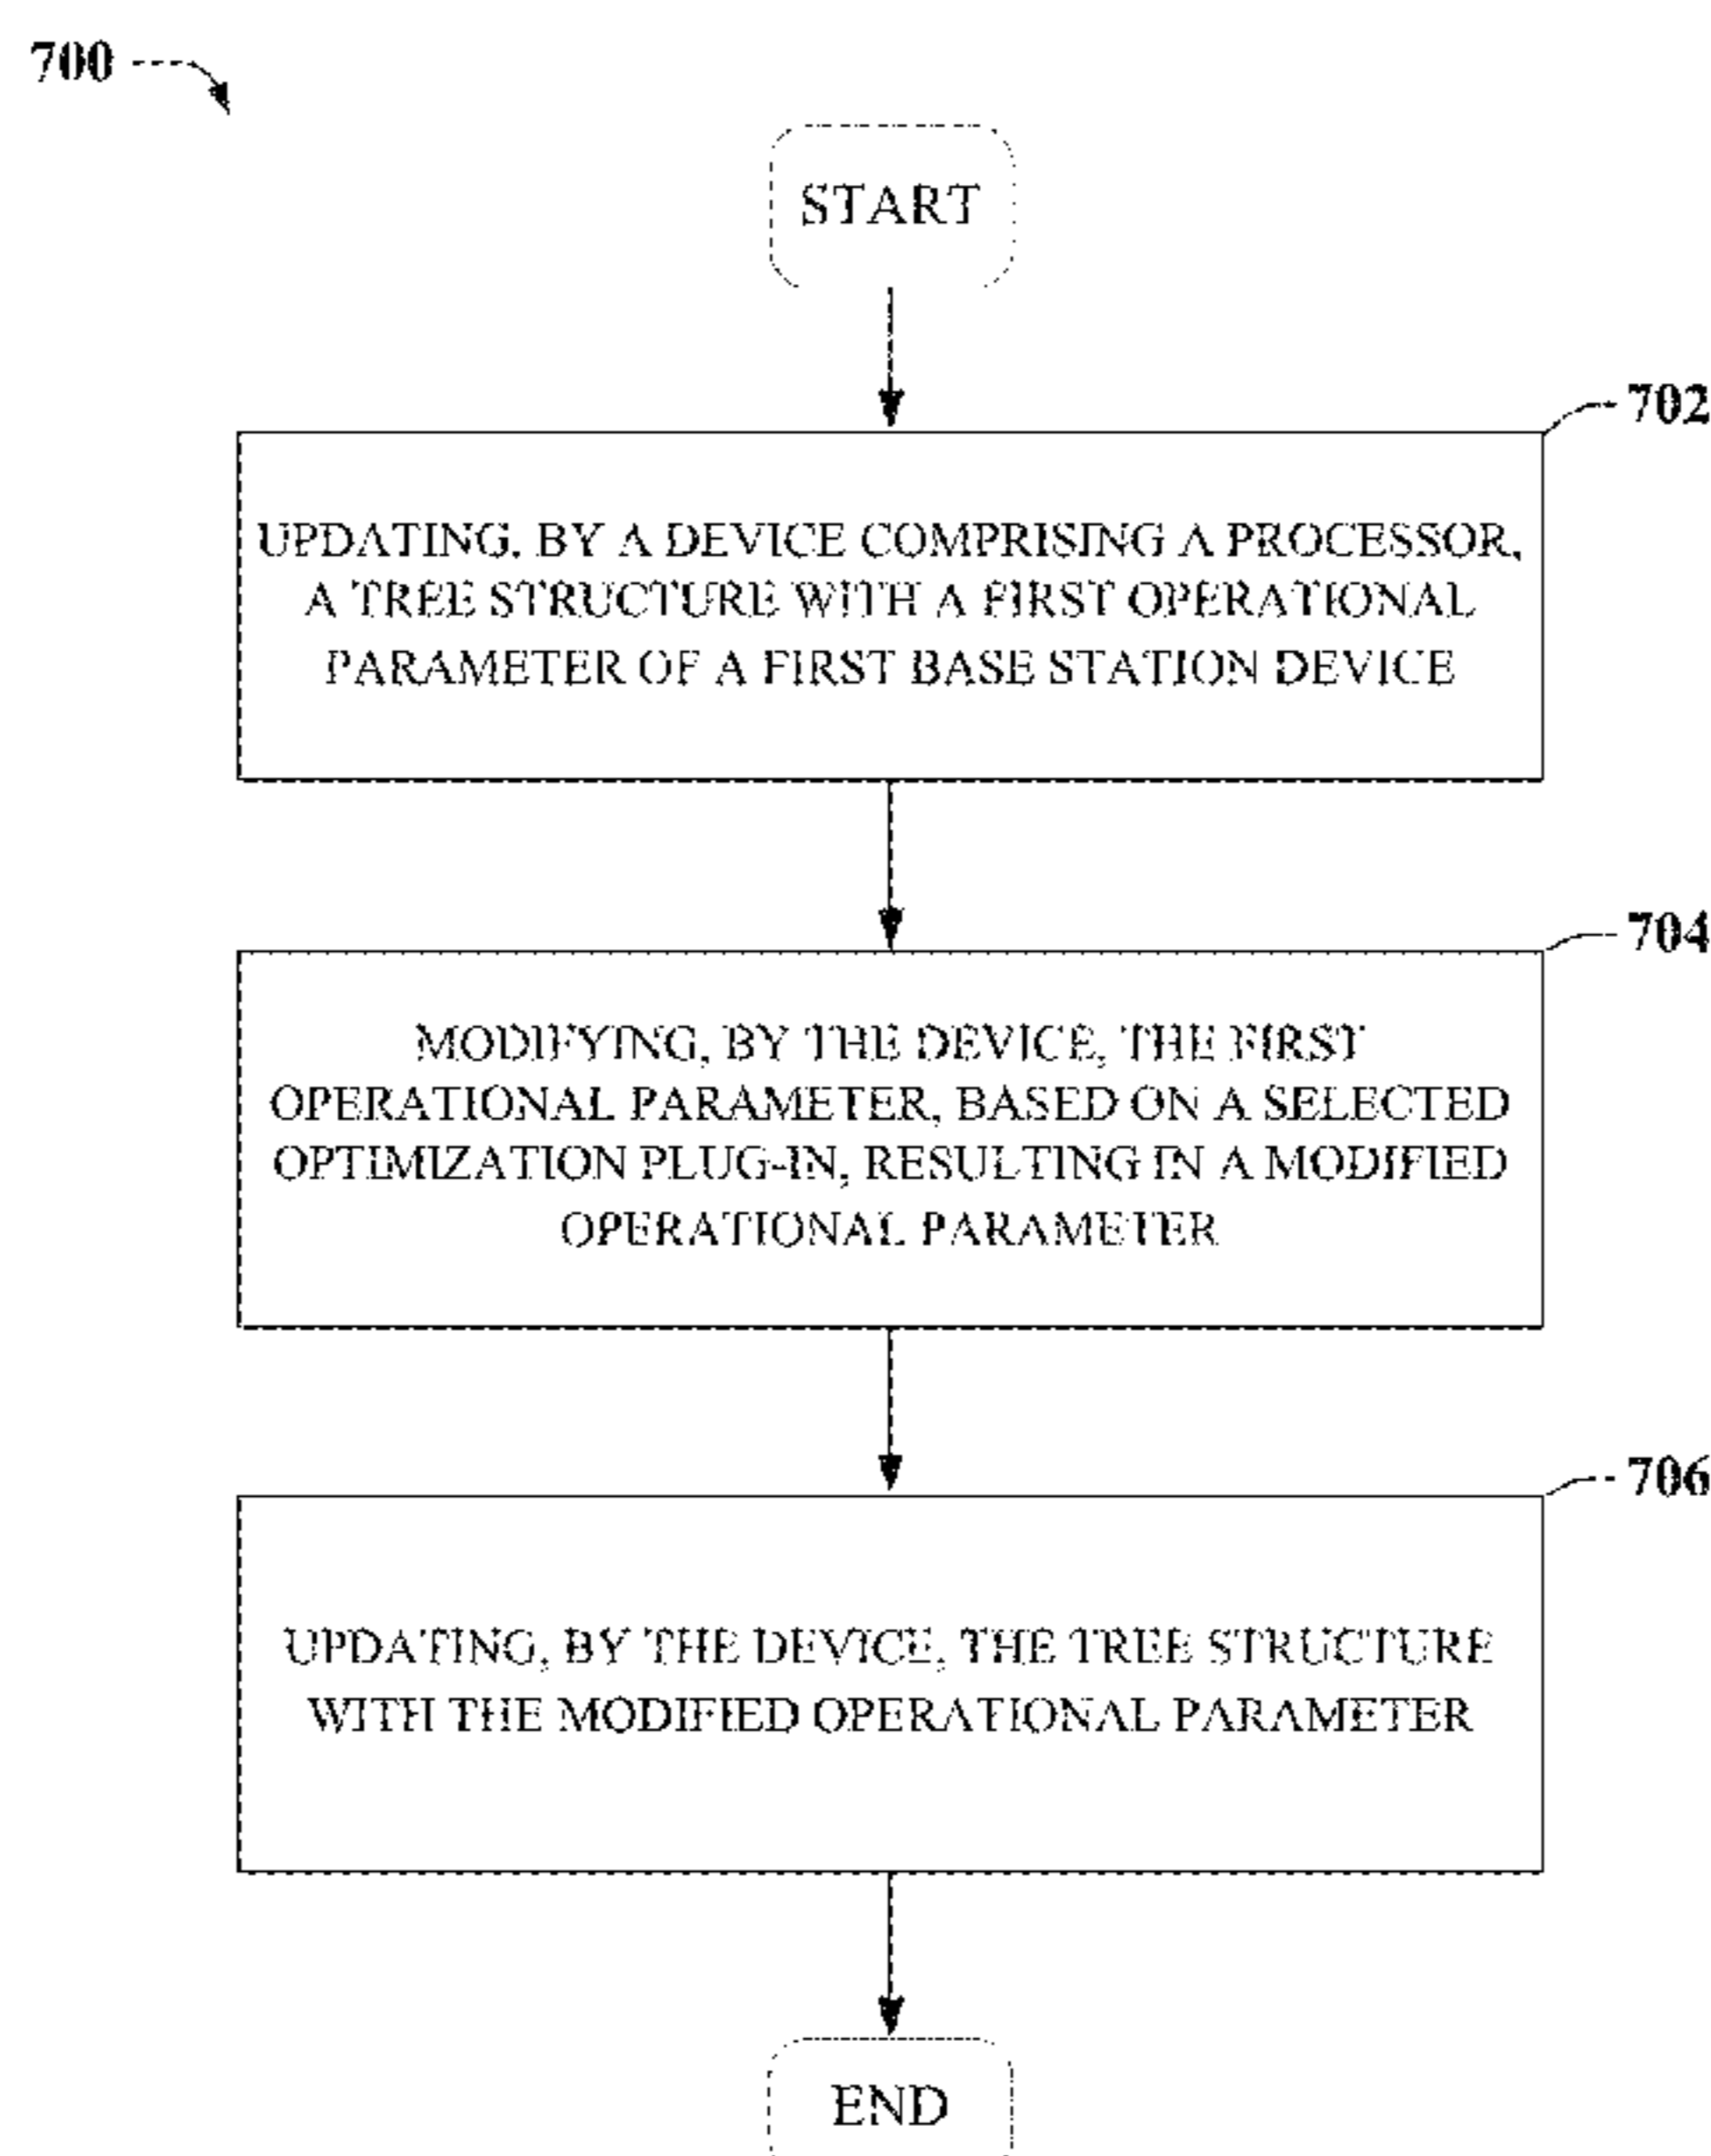 700
START
702
UPDATING, BY A DEVICE COMPRISING A PROCESSOR,
A TREE STRUCTURE WITH A FIRST OPERATIONAL
PARAMETER OF A FIRST BASE STATION DEVICE
704
MODIFYING, BY THE DEVICE, THE FIRST
OPERATIONAL PARAMETER, BASED ON A SELECTED
OPTIMIZATION PLUG-IN, RESULTING IN A MODIFIED
OPERATIONAL PARAMETER
706
UPDATING, BY THE DEVICE, THE TREE STRUCTURE
WITH THE MODIFIED OPERATIONAL PARAMETER
END